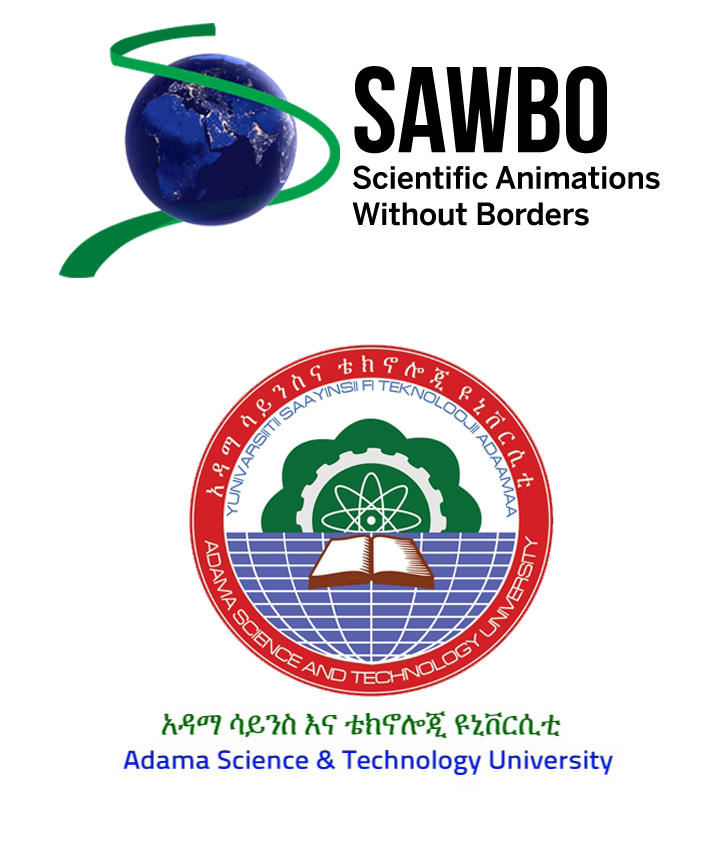 SAWBO
Scientific Animations
Without Borders
አዳማ ሳይንስና ቴክኖሎጂ ዩኒቨርሲቲ
YUNIVARSIITII SAAYINSII FI TEKNOLOOJII ADAAMAA
ADAMA SCIENCE AND TECHNOLOGY UNIVERSITY
አዳማ ሳይንስ እና ቴክኖሎጂ ዩኒቨርሲቲ
Adama Science & Technology University